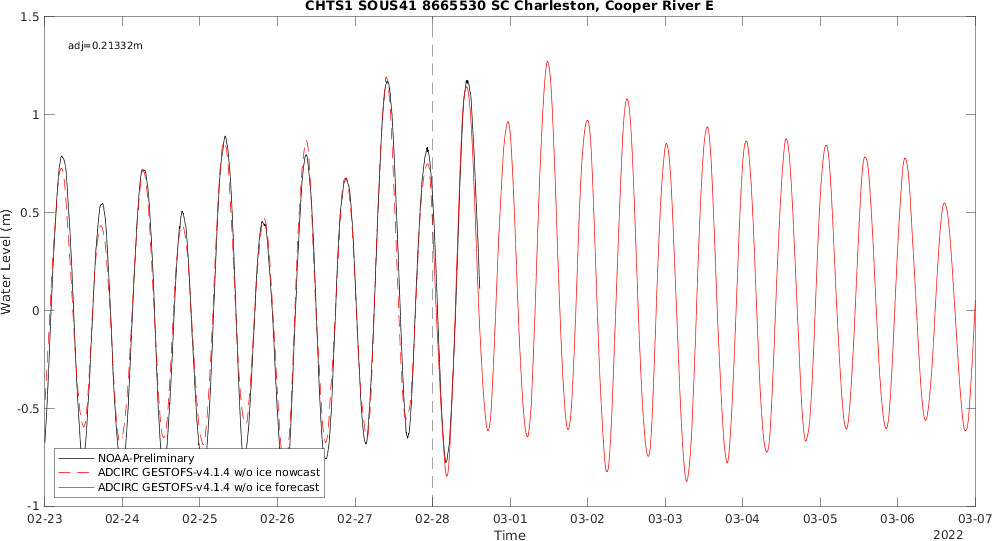 CHTS1 SOUS41 8665530 SC Charleston, Cooper River E
adj=0.21332m
Water Level (m)
1.5
1
0.5
0
-0.5
-1
NOAA-Preliminary
ADCIRC GESTOFS-v4.1.4 w/o ice nowcast
ADCIRC GESTOFS-v4.1.4 w/o ice forecast
02-23 02-24 02-25 02-26 02-27 02-28 03-01 03-02 03-03 03-04 03-05 03-06 03-07
Time
2022